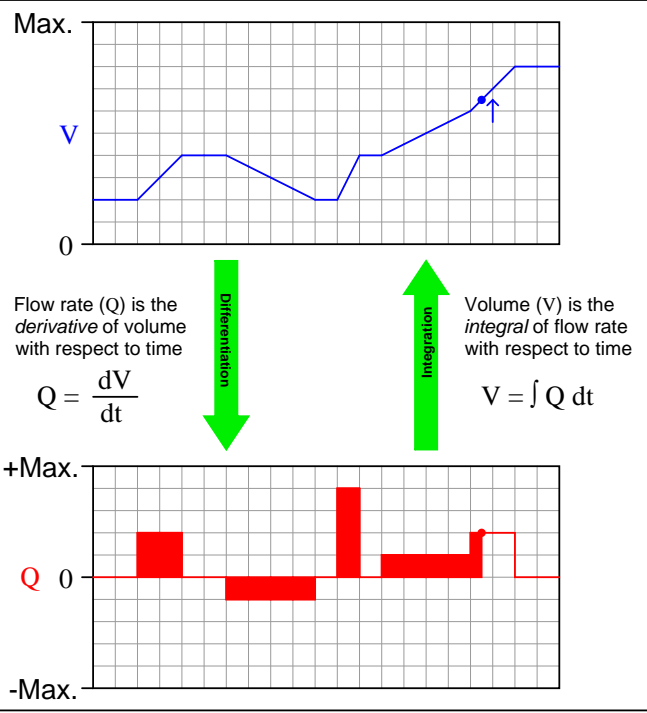 Max.
V
0
Differentiation
Integration
Flow rate (Q) is the
derivative of volume
with respect to time
Q = dV
dt
Volume (V) is the
integral of flow rate
with respect to time
V = ∫ Q dt
+Max.
Q 0
-Max.